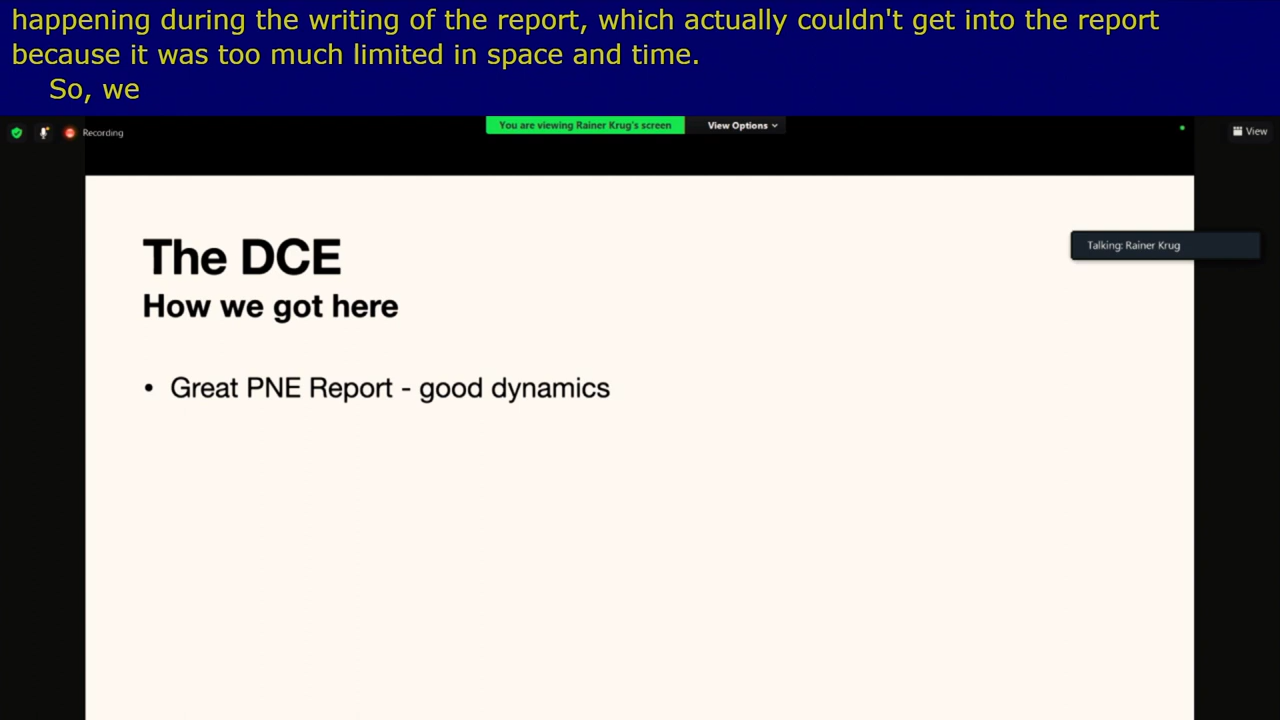 happening during the writing of the report, which actually couldn't get into the report
because it was too much limited in space and time.
So, we
Recording
You are viewing Rainer Krug's screen
View Options
View
Talking: Rainer Krug
The DCE
How we got here
• Great PNE Report - good dynamics